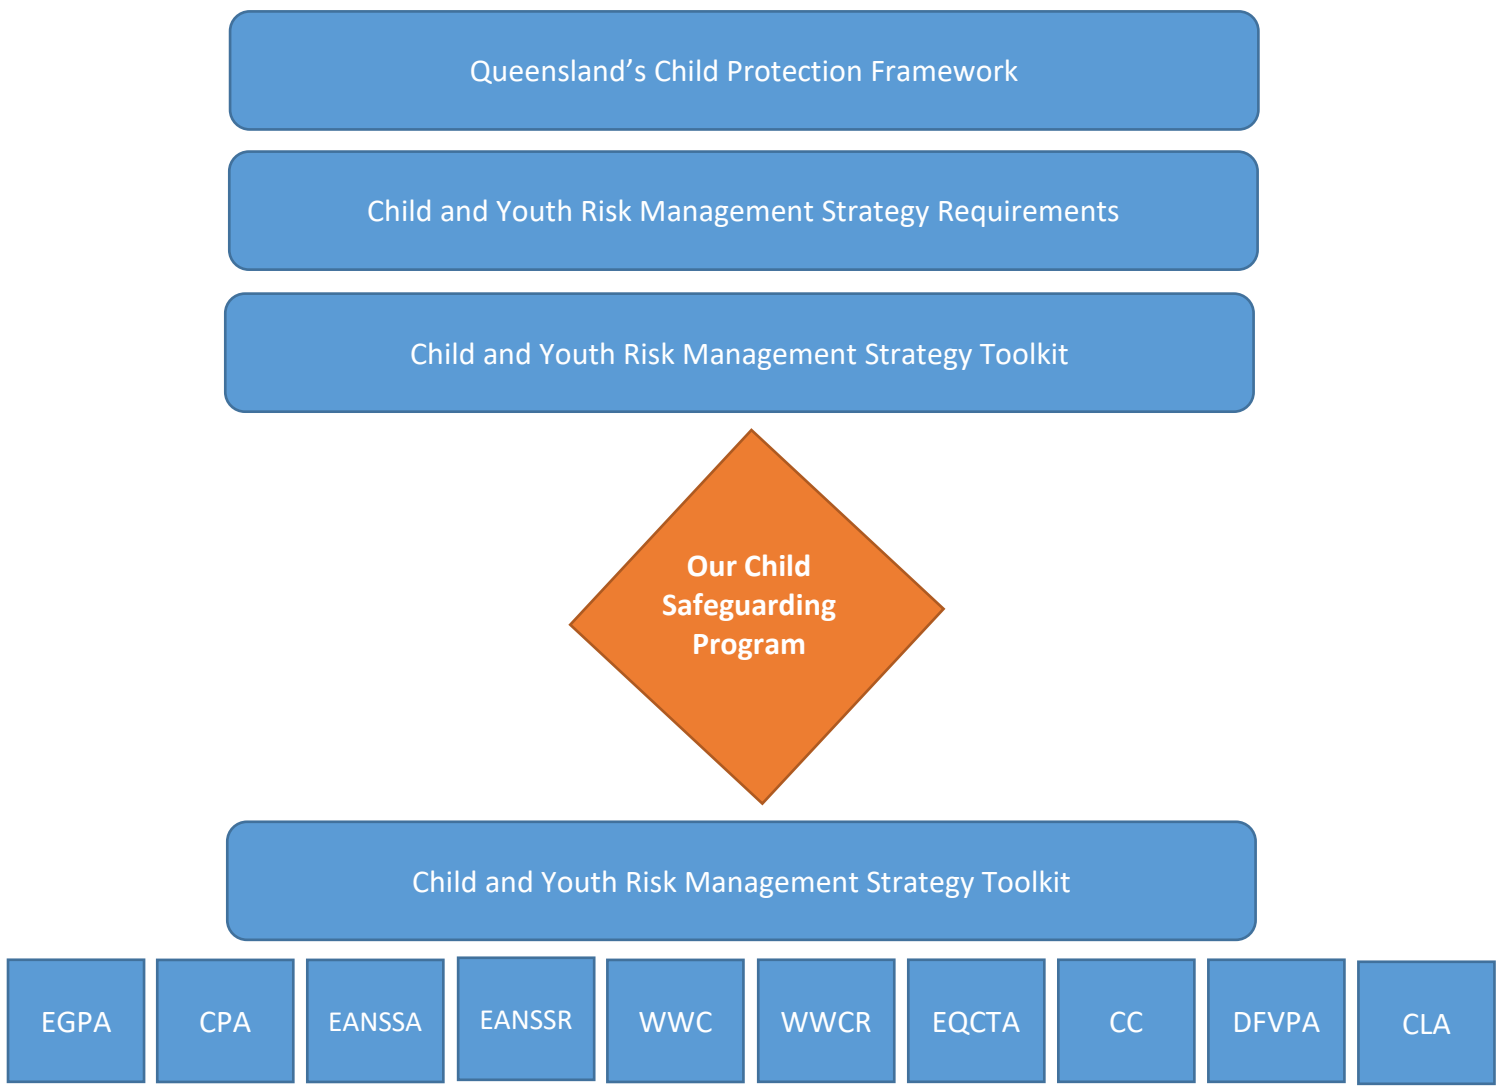 Queensland’s Child Protection Framework
Child and Youth Risk Management Strategy Requirements
Child and Youth Risk Management Strategy Toolkit
Our Child
Safeguarding
Program
Child and Youth Risk Management Strategy Toolkit
EGPA
CPA
EANSSA
EANSSR
WWC
WWCR
EQCTA
CC
DFVPA
CLA